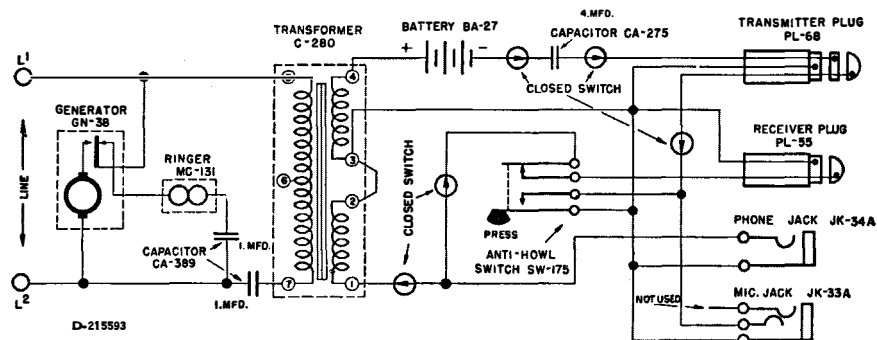 TRANSFORMER
C-280
BATTERY BA-27
4.MFD.
CAPACITOR CA-275
TRANSMITTER PLUG
PL-68
+
-
L1
GENERATOR
GN-38
RINGER
MC-131
LINE
CAPACITOR
CA-389
1.MFD.
1.MFD.
L2
D-215593
4
3
6
2
7
1
CLOSED SWITCH
CLOSED SWITCH
PRESS
ANTI-HOWL
SWITCH SW-175
RECEIVER PLUG
PL-55
PHONE JACK JK-34A
NOT USED
MIC. JACK JK-33A